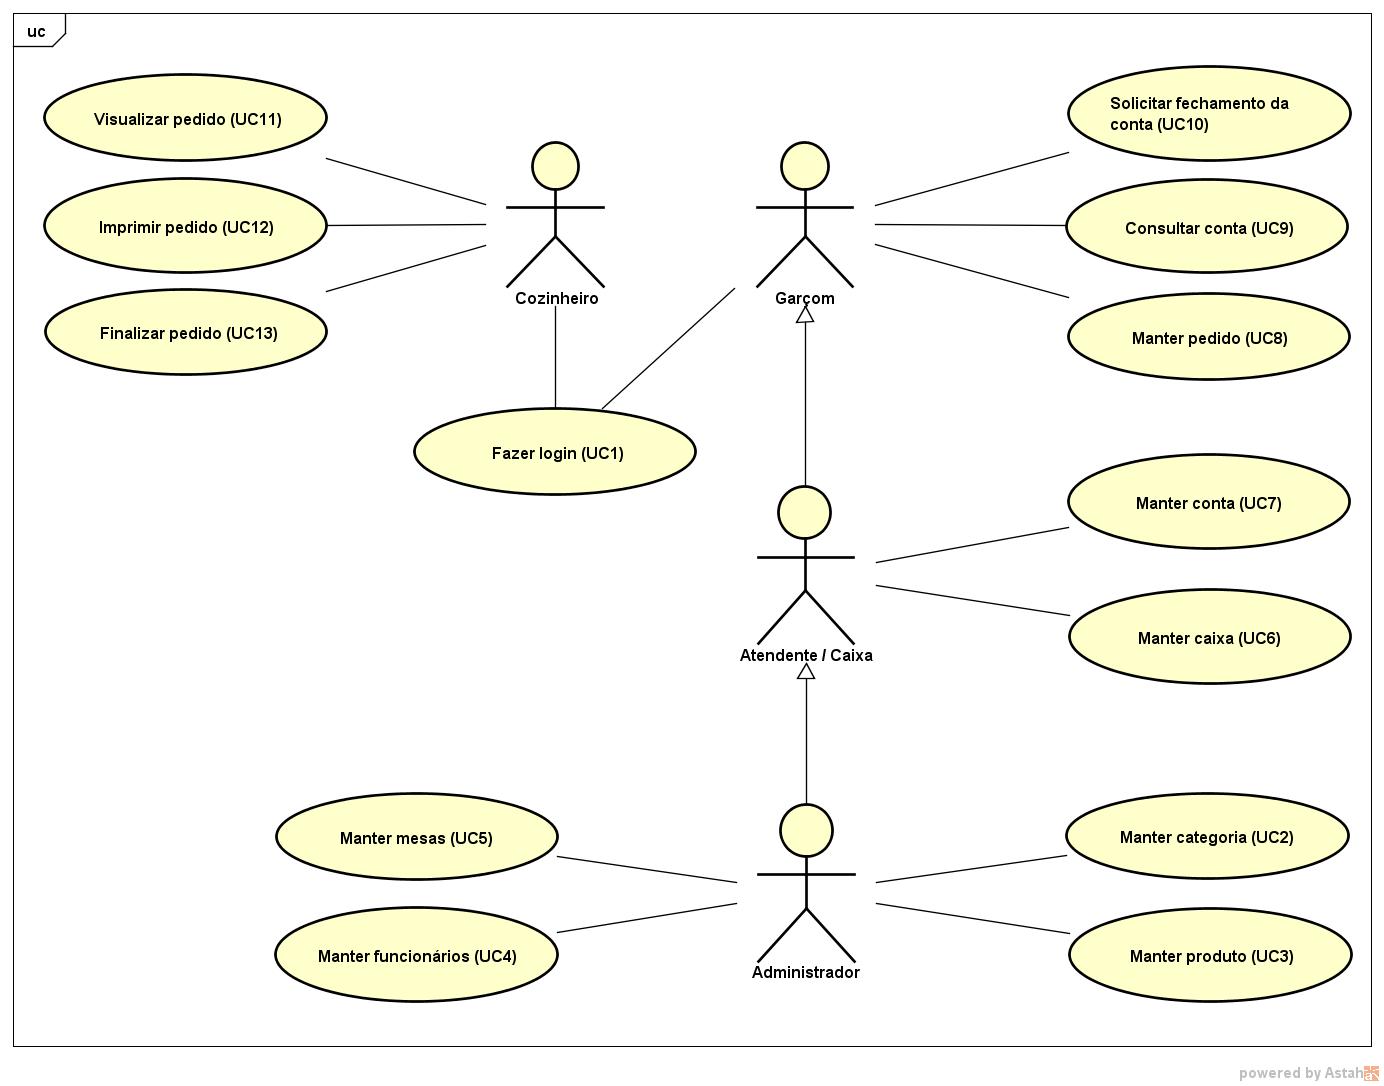 uc
Visualizar pedido (UC11)
Solicitar fechamento da
conta (UC10)
Imprimir pedido (UC12)
Consultar conta (UC9)
Finalizar pedido (UC13)
Cozinheiro
Garçom
Manter pedido (UC8)
Fazer login (UC1)
Manter conta (UC7)
Atendente / Caixa
Manter caixa (UC6)
Manter mesas (UC5)
Manter categoria (UC2)
Manter funcionários (UC4)
Administrador
Manter produto (UC3)
powered by Astah